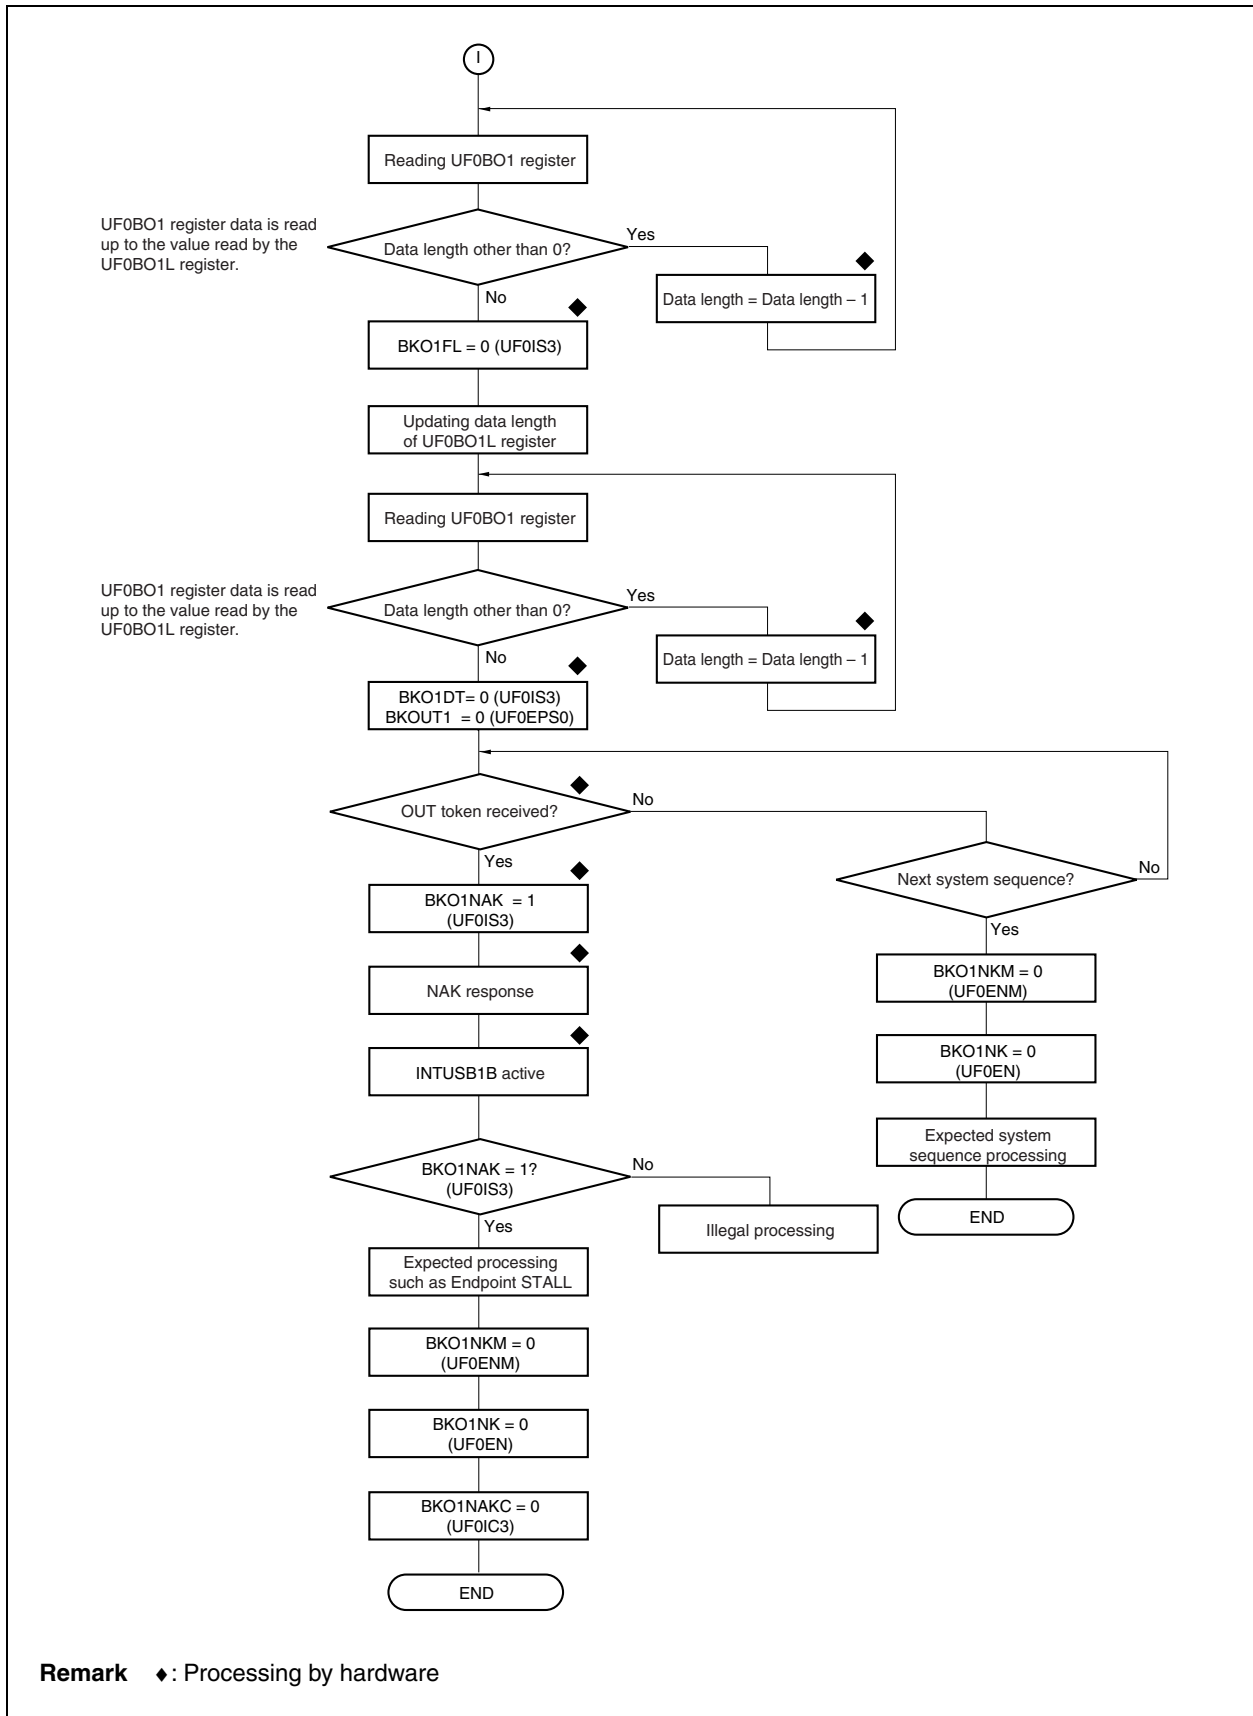 I
Reading UF0BO1 register
UF0BO1 register data is read
up to the value read by the
UF0BO1L register.
Data length other than 0?
Yes
Data length = Data length – 1
No
BKO1FL = 0 (UF0IS3)
Updating data length
of UF0BO1L register
Reading UF0BO1 register
UF0BO1 register data is read
up to the value read by the
UF0BO1L register.
Data length other than 0?
Yes
Data length = Data length – 1
No
BKO1DT= 0 (UF0IS3)
BKOUT1 = 0 (UF0EPS0)
OUT token received?
No
Yes
Next system sequence?
No
Yes
BKO1NAK = 1
(UF0IS3)
NAK response
INTUSB1B active
BKO1NKM = 0
(UF0ENM)
BKO1NK = 0
(UF0EN)
Expected system
sequence processing
END
BKO1NAK = 1?
(UF0IS3)
No
Illegal processing
Yes
Expected processing
such as Endpoint STALL
BKO1NKM = 0
(UF0ENM)
BKO1NK = 0
(UF0EN)
BKO1NAKC = 0
(UF0IC3)
END
Remark ♦: Processing by hardware